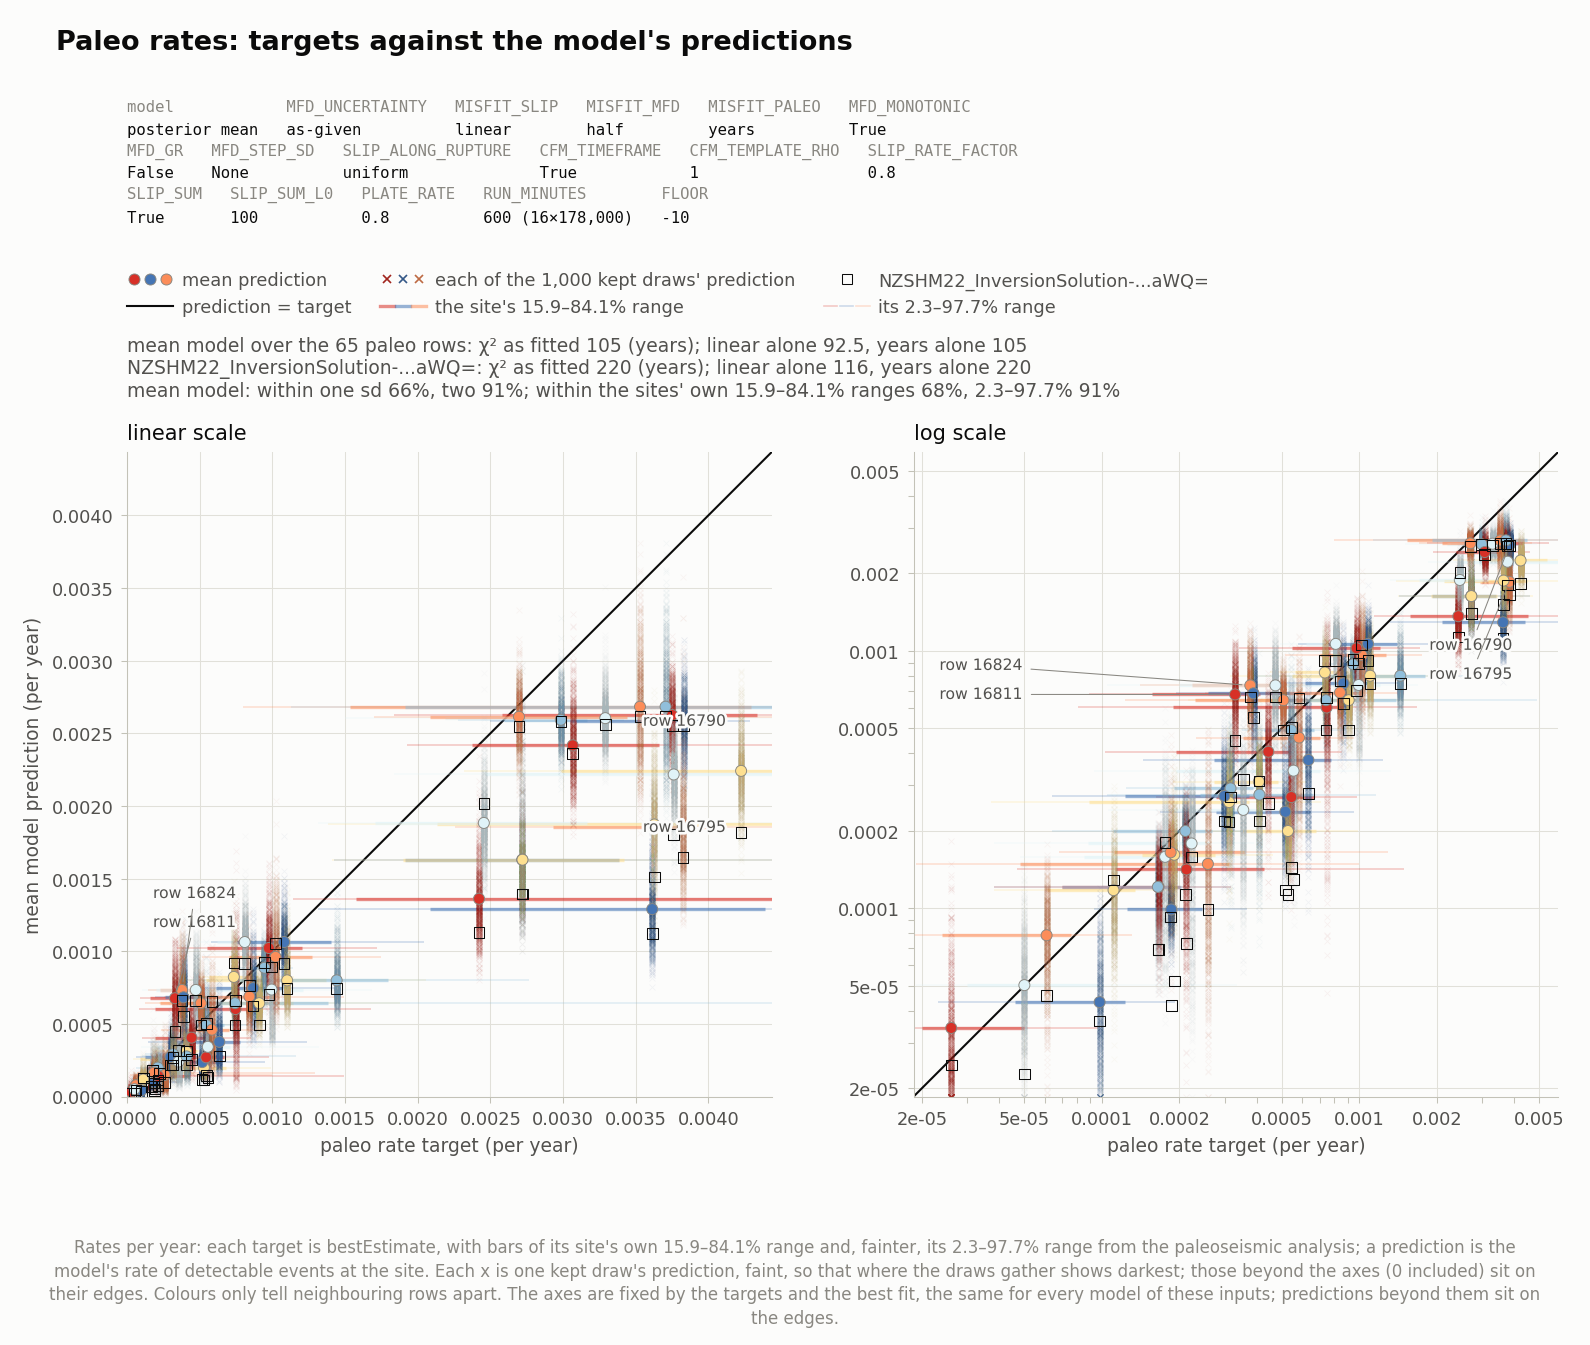 Paleo rates: targets against the model's predictions
model MFD_UNCERTAINTY MISFIT_SLIP MISFIT_MFD MISFIT_PALEO MFD_MONOTONIC
posterior mean as-given linear half years True
MFD_GR MFD_STEP_SD SLIP_ALONG_RUPTURE CFM_TIMEFRAME CFM_TEMPLATE_RHO SLIP_RATE_FACTOR
False None uniform True 1 0.8
SLIP_SUM SLIP_SUM_L0 PLATE_RATE RUN_MINUTES FLOOR
True 100 0.8 600 (16×178,000) -10
mean prediction each of the 1,000 kept draws' prediction NZSHM22_InversionSolution-...aWQ=
prediction = target the site's 15.9–84.1% range its 2.3–97.7% range
mean model over the 65 paleo rows: χ² as fitted 105 (years); linear alone 92.5, years alone 105
NZSHM22_InversionSolution-...aWQ=: χ² as fitted 220 (years); linear alone 116, years alone 220
mean model: within one sd 66%, two 91%; within the sites' own 15.9–84.1% ranges 68%, 2.3–97.7% 91%
linear scale
mean model prediction (per year)
0.0040
0.0035
0.0030
0.0025
0.0020
0.0015
0.0010
0.0005
0.0000
row 16790
row 16795
row 16824
row 16811
0.0000 0.0005 0.0010 0.0015 0.0020 0.0025 0.0030 0.0035 0.0040
paleo rate target (per year)
log scale
0.005
0.002
0.001
0.0005
0.0002
0.0001
5e-05
2e-05
row 16790
row 16824
row 16795
row 16811
2e-05 5e-05 0.0001 0.0002 0.0005 0.001 0.002 0.005
paleo rate target (per year)
Rates per year: each target is bestEstimate, with bars of its site's own 15.9–84.1% range and, fainter, its 2.3–97.7% range from the paleoseismic analysis; a prediction is the
model's rate of detectable events at the site. Each x is one kept draw's prediction, faint, so that where the draws gather shows darkest; those beyond the axes (0 included) sit on
their edges. Colours only tell neighbouring rows apart. The axes are fixed by the targets and the best fit, the same for every model of these inputs; predictions beyond them sit on
the edges.